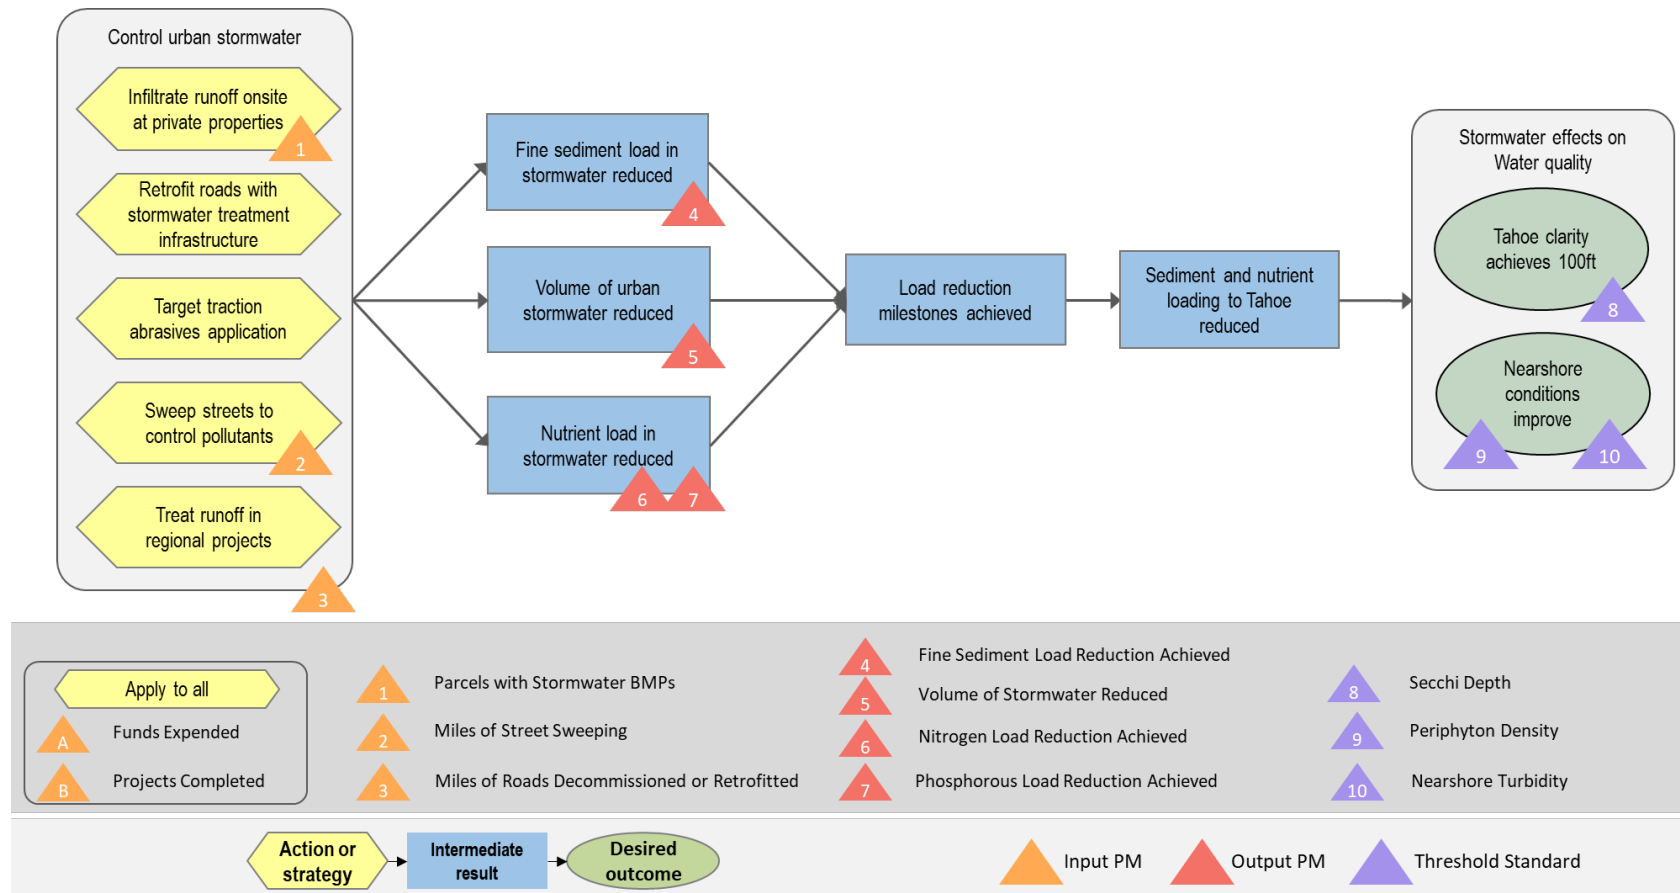 Control urban stormwater
Infiltrate runoff onsite
at private properties
1
Retrofit roads with
stormwater treatment
infrastructure
Target traction
abrasives application
Sweep streets to
control pollutants
2
Treat runoff in
regional projects
3
Fine sediment load in
stormwater reduced
4
Volume of urban
stormwater reduced
5
Nutrient load in
stormwater reduced
6
7
Load reduction
milestones achieved
Sediment and nutrient
loading to Tahoe
reduced
Stormwater effects on
Water quality
Tahoe clarity
achieves 100ft
8
Nearshore
conditions
improve
9
10
Apply to all
A Funds Expended
B Projects Completed
1 Parcels with Stormwater BMPs
2 Miles of Street Sweeping
3 Miles of Roads Decommissioned or Retrofitted
4 Fine Sediment Load Reduction Achieved
5 Volume of Stormwater Reduced
6 Nitrogen Load Reduction Achieved
7 Phosphorous Load Reduction Achieved
8 Secchi Depth
9 Periphyton Density
10 Nearshore Turbidity
Action or
strategy
Intermediate
result
Desired
outcome
Input PM
Output PM
Threshold Standard